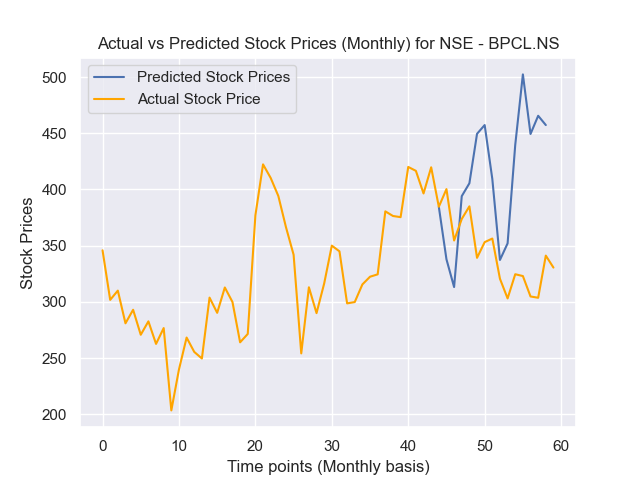 Actual vs Predicted Stock Prices (Monthly) for NSE - BPCL.NS
Predicted Stock Prices
Actual Stock Price
Stock Prices
500
450
400
350
300
250
200
0 10 20 30 40 50 60
Time points (Monthly basis)